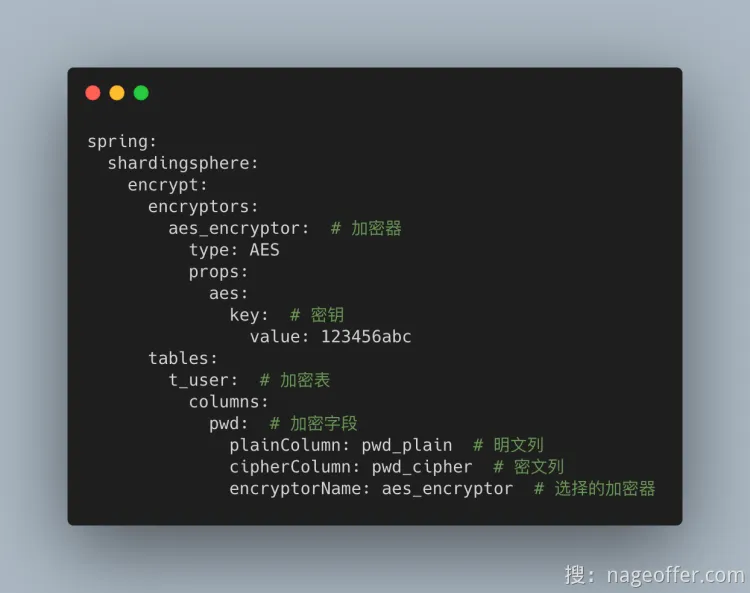 spring:
  shardingsphere:
    encrypt:
      encryptors:
        aes_encryptor:  # 加密器
          type: AES
          props:
            aes:
              key:  # 密钥
                value: 123456abc
      tables:
        t_user:  # 加密表
          columns:
            pwd:  # 加密字段
              plainColumn: pwd_plain  # 明文列
              cipherColumn: pwd_cipher  # 密文列
              encryptorName: aes_encryptor  # 选择的加密器
搜：nageoffer.com